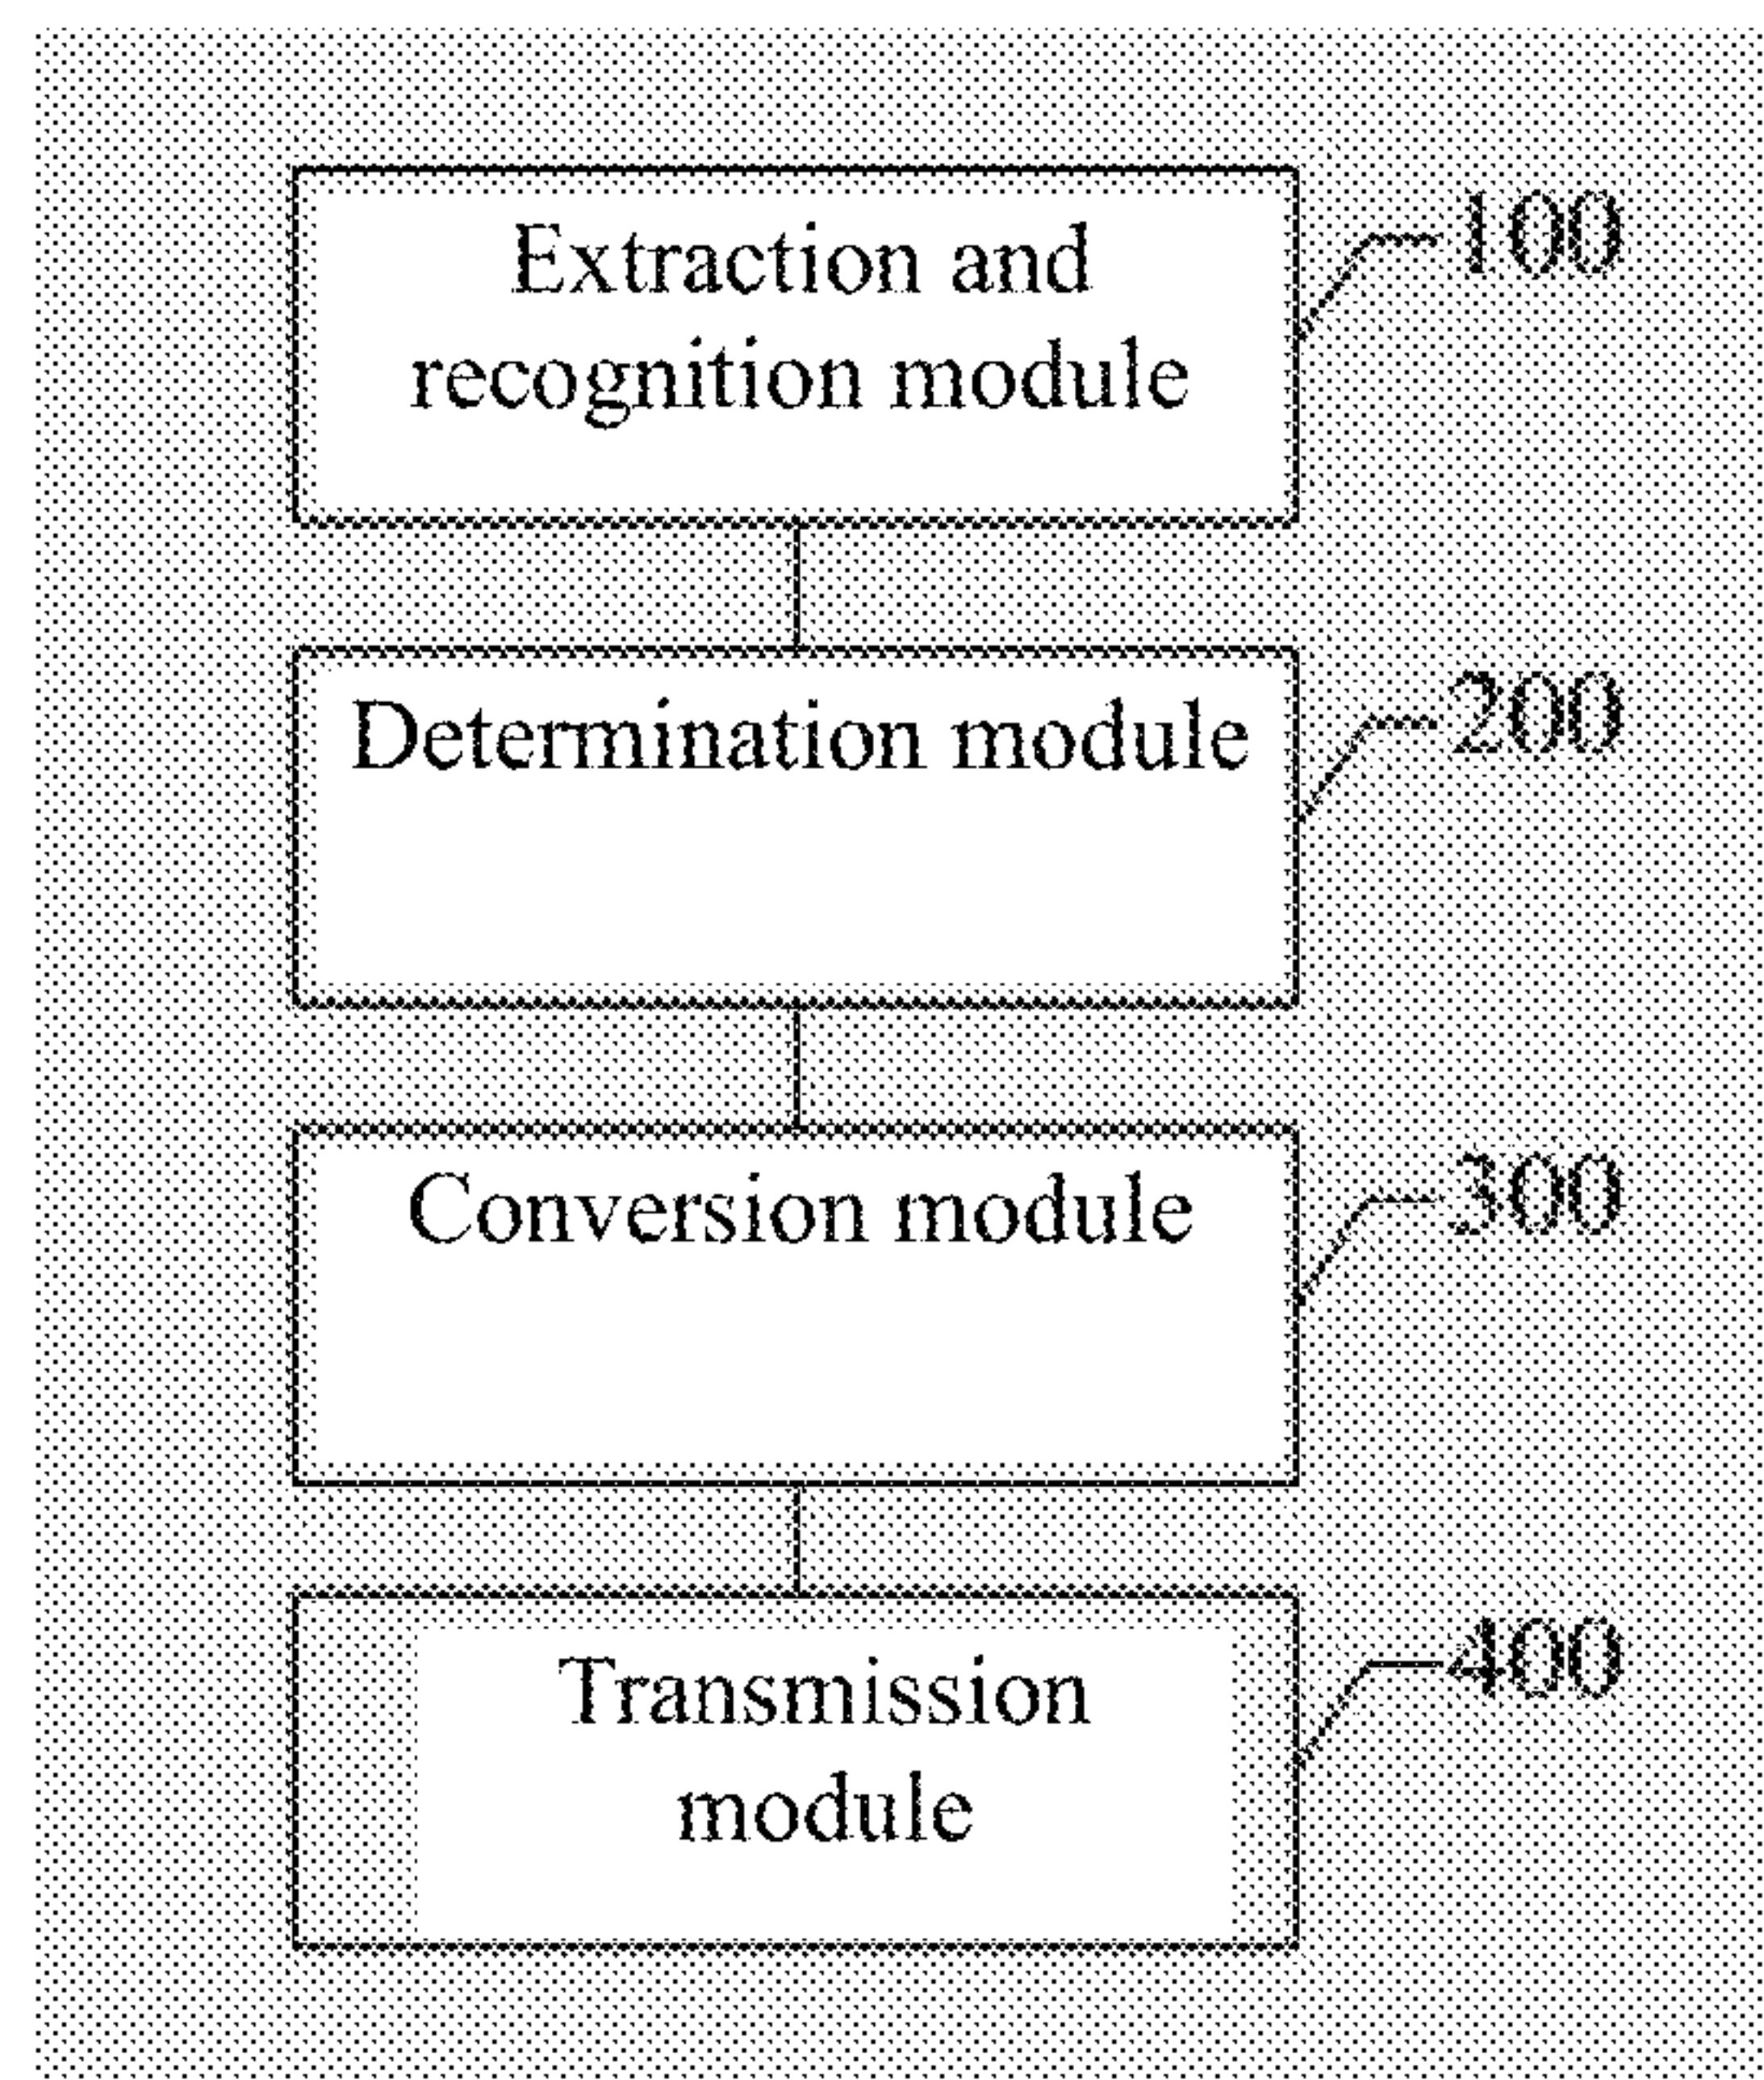 Extraction and
recognition module
100
Determination module
200
Conversion module
300
Transmission
module
400